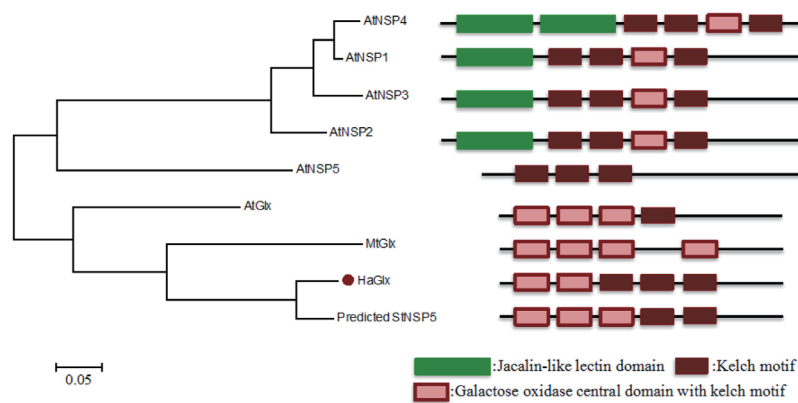 AtNSP4
AtNSP1
AtNSP3
AtNSP2
AtNSP5
AtGlx
MtGlx
HaGlx
Predicted StNSP5
0.05
:Jacalin-like lectin domain :Kelch motif
:Galactose oxidase central domain with kelch motif